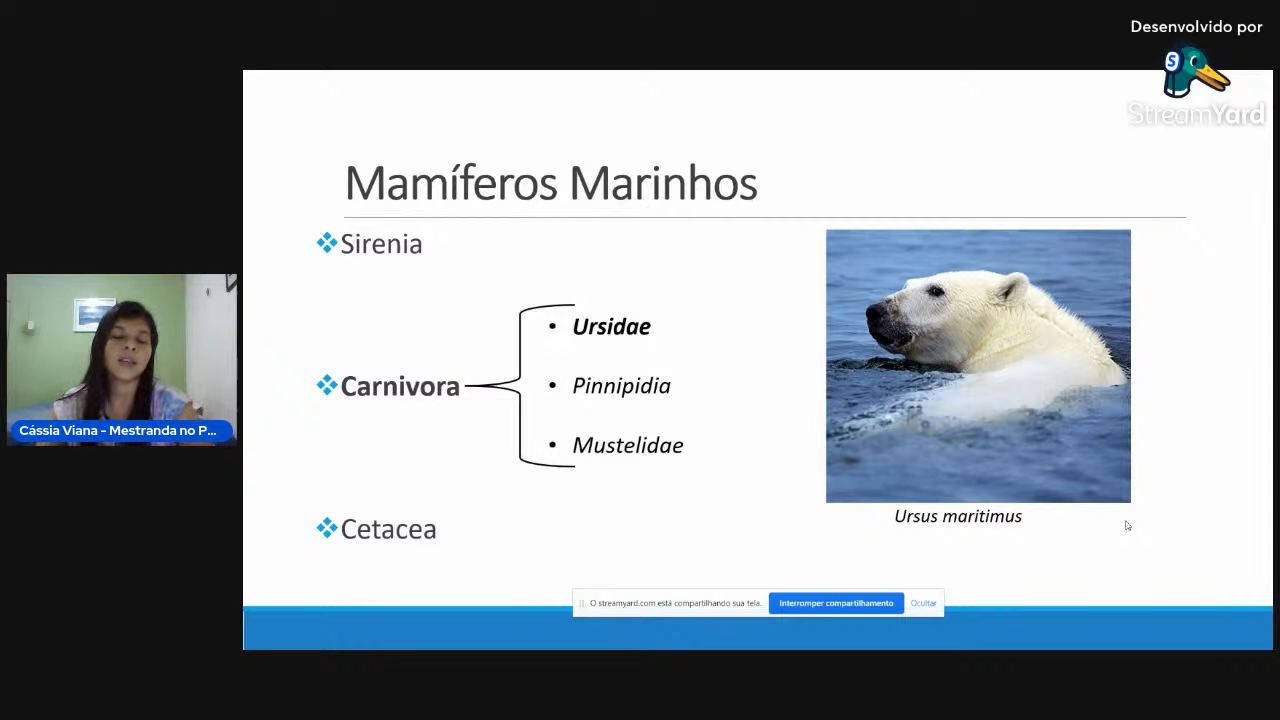 Desenvolvido por
StreamYard
Mamíferos Marinhos
Sirenia
Ursidae
Carnivora
Pinnipidia
Mustelidae
Cetacea
Ursus maritimus
Cássia Viana - Mestranda no P...
O streamyard.com está compartilhando sua tela.
Interromper compartilhamento
Ocultar